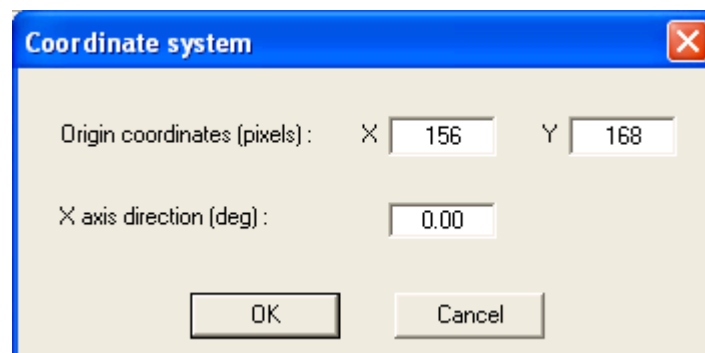 Coordinate system
Origin coordinates (pixels) : X 156 Y 168
X axis direction (deg) : 0.00
OK Cancel